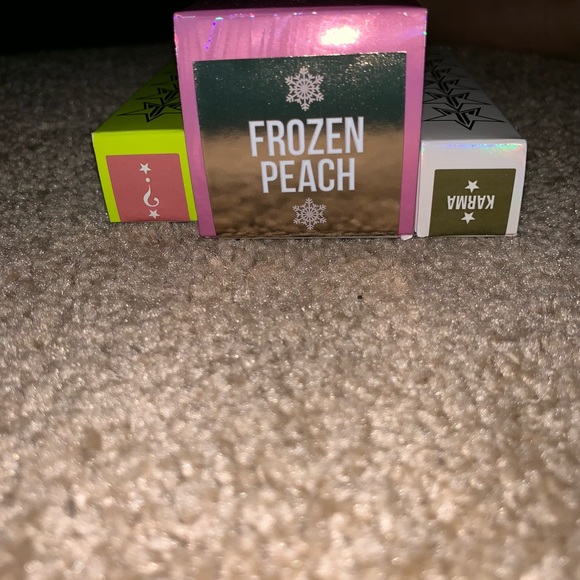 ?
FROZEN
PEACH
KARMA